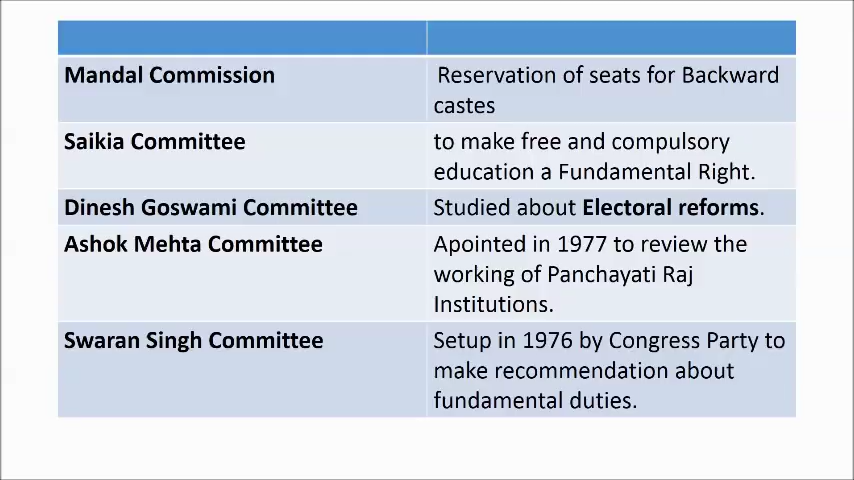 Mandal Commission
Reservation of seats for Backward
castes
Saikia Committee
to make free and compulsory
education a Fundamental Right.
Dinesh Goswami Committee
Studied about Electoral reforms.
Ashok Mehta Committee
Apointed in 1977 to review the
working of Panchayati Raj
Institutions.
Swaran Singh Committee
Setup in 1976 by Congress Party to
make recommendation about
fundamental duties.